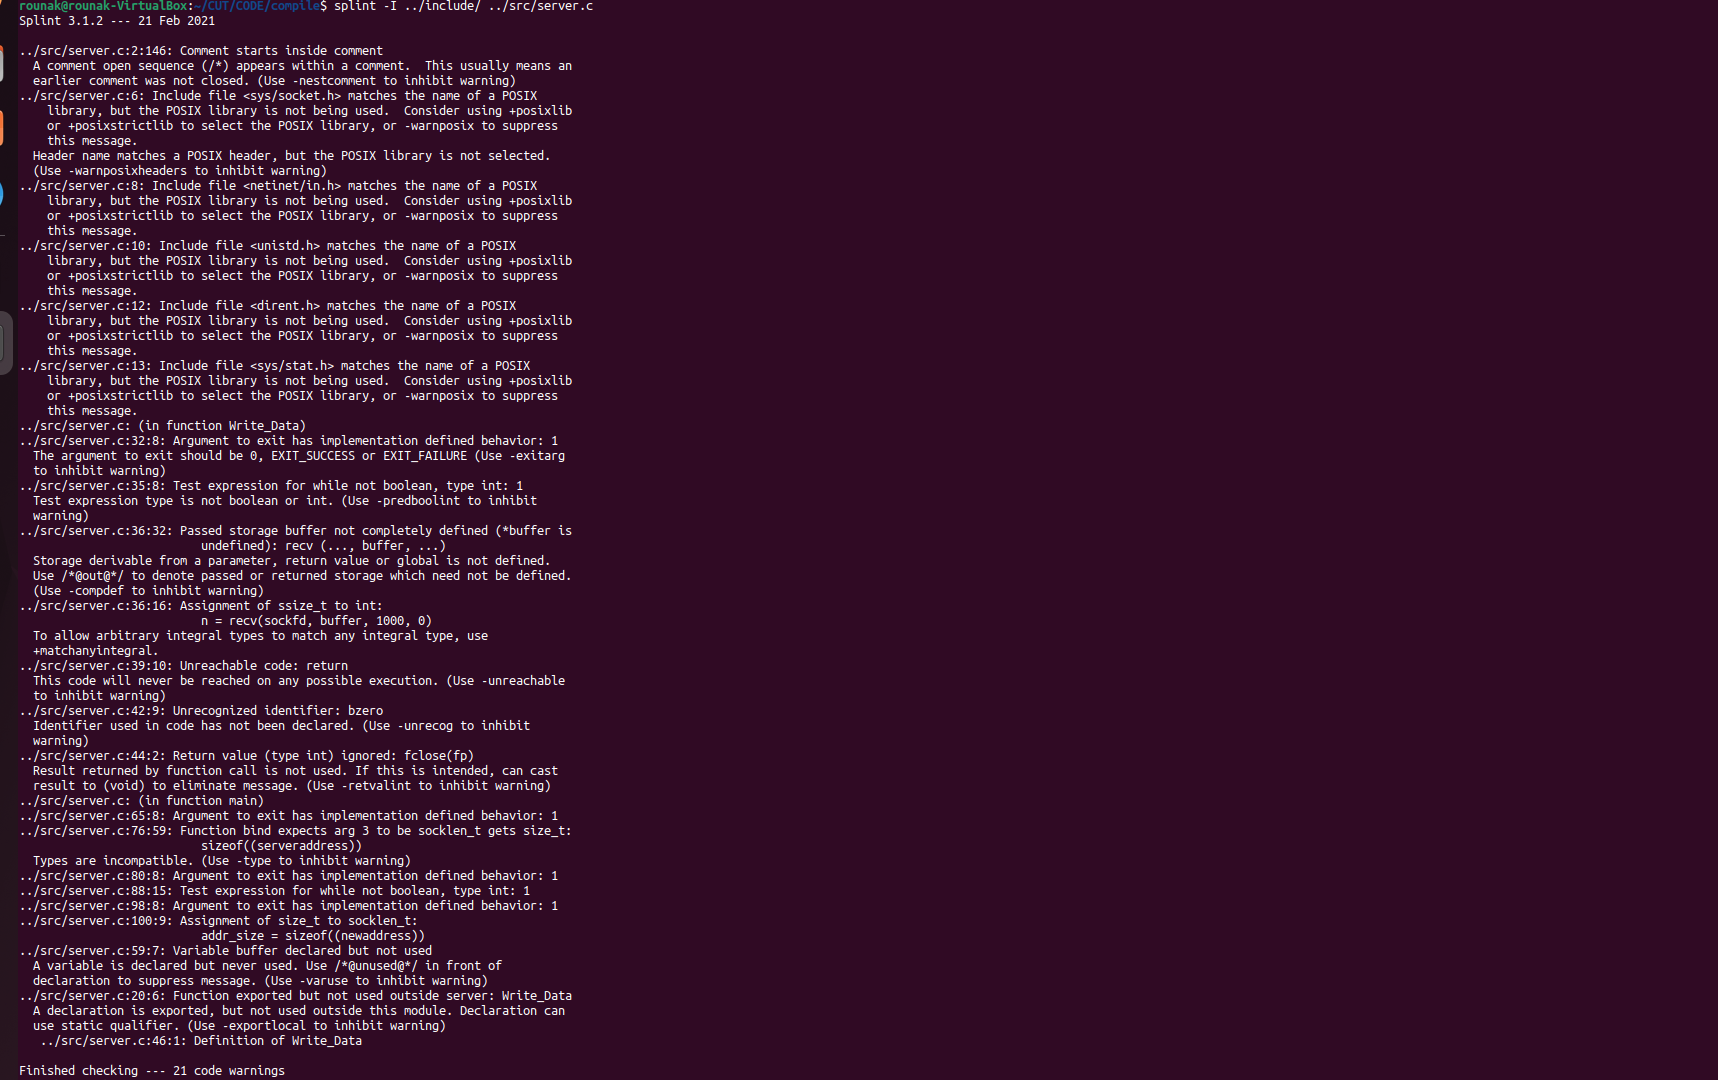 rounak@rounak-VirtualBox:~/CUT/CODE/compile$ splint -I ../include/ ../src/server.c
Splint 3.1.2 --- 21 Feb 2021

../src/server.c:2:146: Comment starts inside comment
  A comment open sequence (/*) appears within a comment.  This usually means an
  earlier comment was not closed. (Use -nestcomment to inhibit warning)
../src/server.c:6: Include file <sys/socket.h> matches the name of a POSIX
    library, but the POSIX library is not being used.  Consider using +posixlib
    or +posixstrictlib to select the POSIX library, or -warnposix to suppress
    this message.
  Header name matches a POSIX header, but the POSIX library is not selected.
  (Use -warnposixheaders to inhibit warning)
../src/server.c:8: Include file <netinet/in.h> matches the name of a POSIX
    library, but the POSIX library is not being used.  Consider using +posixlib
    or +posixstrictlib to select the POSIX library, or -warnposix to suppress
    this message.
../src/server.c:10: Include file <unistd.h> matches the name of a POSIX
    library, but the POSIX library is not being used.  Consider using +posixlib
    or +posixstrictlib to select the POSIX library, or -warnposix to suppress
    this message.
../src/server.c:12: Include file <dirent.h> matches the name of a POSIX
    library, but the POSIX library is not being used.  Consider using +posixlib
    or +posixstrictlib to select the POSIX library, or -warnposix to suppress
    this message.
../src/server.c:13: Include file <sys/stat.h> matches the name of a POSIX
    library, but the POSIX library is not being used.  Consider using +posixlib
    or +posixstrictlib to select the POSIX library, or -warnposix to suppress
    this message.
../src/server.c: (in function Write_Data)
../src/server.c:32:8: Argument to exit has implementation defined behavior: 1
  The argument to exit should be 0, EXIT_SUCCESS or EXIT_FAILURE (Use -exitarg
  to inhibit warning)
../src/server.c:35:8: Test expression for while not boolean, type int: 1
  Test expression type is not boolean or int. (Use -predboolint to inhibit
  warning)
../src/server.c:36:32: Passed storage buffer not completely defined (*buffer is
                          undefined): recv (..., buffer, ...)
  Storage derivable from a parameter, return value or global is not defined.
  Use /*@out@*/ to denote passed or returned storage which need not be defined.
  (Use -compdef to inhibit warning)
../src/server.c:36:16: Assignment of ssize_t to int:
                          n = recv(sockfd, buffer, 1000, 0)
  To allow arbitrary integral types to match any integral type, use
  +matchanyintegral.
../src/server.c:39:10: Unreachable code: return
  This code will never be reached on any possible execution. (Use -unreachable
  to inhibit warning)
../src/server.c:42:9: Unrecognized identifier: bzero
  Identifier used in code has not been declared. (Use -unrecog to inhibit
  warning)
../src/server.c:44:2: Return value (type int) ignored: fclose(fp)
  Result returned by function call is not used. If this is intended, can cast
  result to (void) to eliminate message. (Use -retvalint to inhibit warning)
../src/server.c: (in function main)
../src/server.c:65:8: Argument to exit has implementation defined behavior: 1
../src/server.c:76:59: Function bind expects arg 3 to be socklen_t gets size_t:
                          sizeof((serveraddress))
  Types are incompatible. (Use -type to inhibit warning)
../src/server.c:80:8: Argument to exit has implementation defined behavior: 1
../src/server.c:88:15: Test expression for while not boolean, type int: 1
../src/server.c:98:8: Argument to exit has implementation defined behavior: 1
../src/server.c:100:9: Assignment of size_t to socklen_t:
                          addr_size = sizeof((newaddress))
../src/server.c:59:7: Variable buffer declared but not used
  A variable is declared but never used. Use /*@unused@*/ in front of
  declaration to suppress message. (Use -varuse to inhibit warning)
../src/server.c:20:6: Function exported but not used outside server: Write_Data
  A declaration is exported, but not used outside this module. Declaration can
  use static qualifier. (Use -exportlocal to inhibit warning)
   ../src/server.c:46:1: Definition of Write_Data

Finished checking --- 21 code warnings